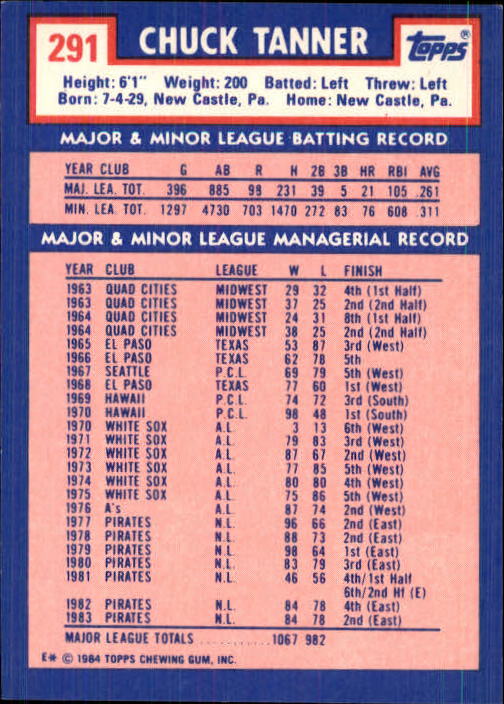 291 CHUCK TANNER TOPPS®
Height: 6'1" Weight: 200 Batted: Left Threw: Left
Born: 7-4-29, New Castle, Pa. Home: New Castle, Pa.
MAJOR & MINOR LEAGUE BATTING RECORD
YEAR CLUB G AB R H 2B 3B HR RBI AVG
MAJ. LEA. TOT. 396 885 98 231 39 5 21 105 .261
MIN. LEA. TOT. 1297 4730 703 1470 272 83 76 608 .311
MAJOR & MINOR LEAGUE MANAGERIAL RECORD
YEAR CLUB LEAGUE W L FINISH
1963 QUAD CITIES MIDWEST 29 32 4th (1st Half)
1963 QUAD CITIES MIDWEST 37 25 2nd (2nd Half)
1964 QUAD CITIES MIDWEST 24 31 8th (1st Half)
1964 QUAD CITIES MIDWEST 38 25 2nd (2nd Half)
1965 EL PASO TEXAS 53 87 3rd (West)
1966 EL PASO TEXAS 62 78 5th
1967 SEATTLE P.C.L. 69 79 5th (West)
1968 EL PASO TEXAS 77 60 1st (West)
1969 HAWAII P.C.L. 74 72 3rd (South)
1970 HAWAII P.C.L. 98 48 1st (South)
1970 WHITE SOX A.L. 3 13 6th (West)
1971 WHITE SOX A.L. 79 83 3rd (West)
1972 WHITE SOX A.L. 87 67 2nd (West)
1973 WHITE SOX A.L. 77 85 5th (West)
1974 WHITE SOX A.L. 80 80 4th (West)
1975 WHITE SOX A.L. 75 86 5th (West)
1976 A's A.L. 87 74 2nd (West)
1977 PIRATES N.L. 96 66 2nd (East)
1978 PIRATES N.L. 88 73 2nd (East)
1979 PIRATES N.L. 98 64 1st (East)
1980 PIRATES N.L. 83 79 3rd (East)
1981 PIRATES N.L. 46 56 4th/1st Half
6th/2nd Hf (E)
1982 PIRATES N.L. 84 78 4th (East)
1983 PIRATES N.L. 84 78 2nd (East)
MAJOR LEAGUE TOTALS ........... 1067 982
E* © 1984 TOPPS CHEWING GUM, INC.